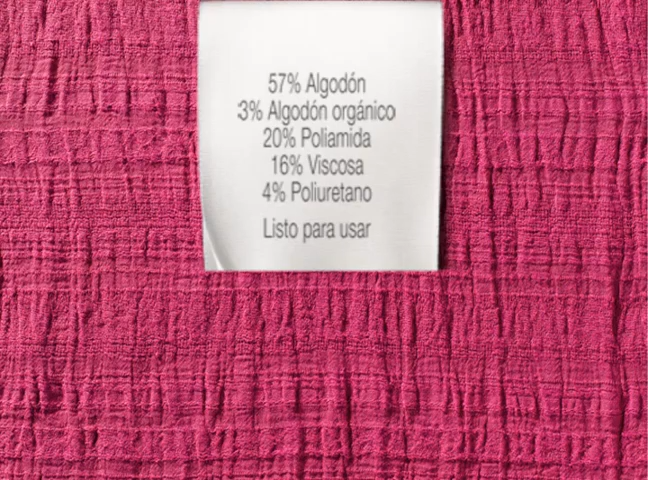 57% Algodón
3% Algodón orgánico
20% Poliamida
16% Viscosa
4% Poliuretano
Listo para usar